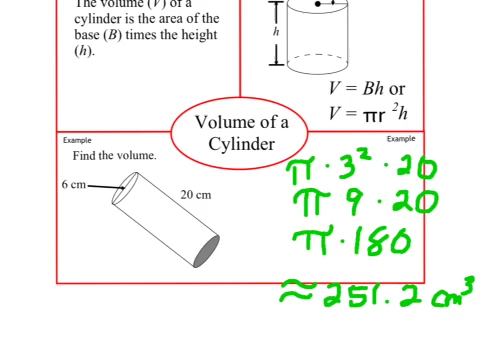 The volume (V) of a
cylinder is the area of the
base (B) times the height
(h).
h
V = Bh or
V = πr ²h
Volume of a
Cylinder
Example
Find the volume.
6 cm
20 cm
Example
π · 3² · 20
π 9 · 20
π · 180
≈ 251.2 cm³